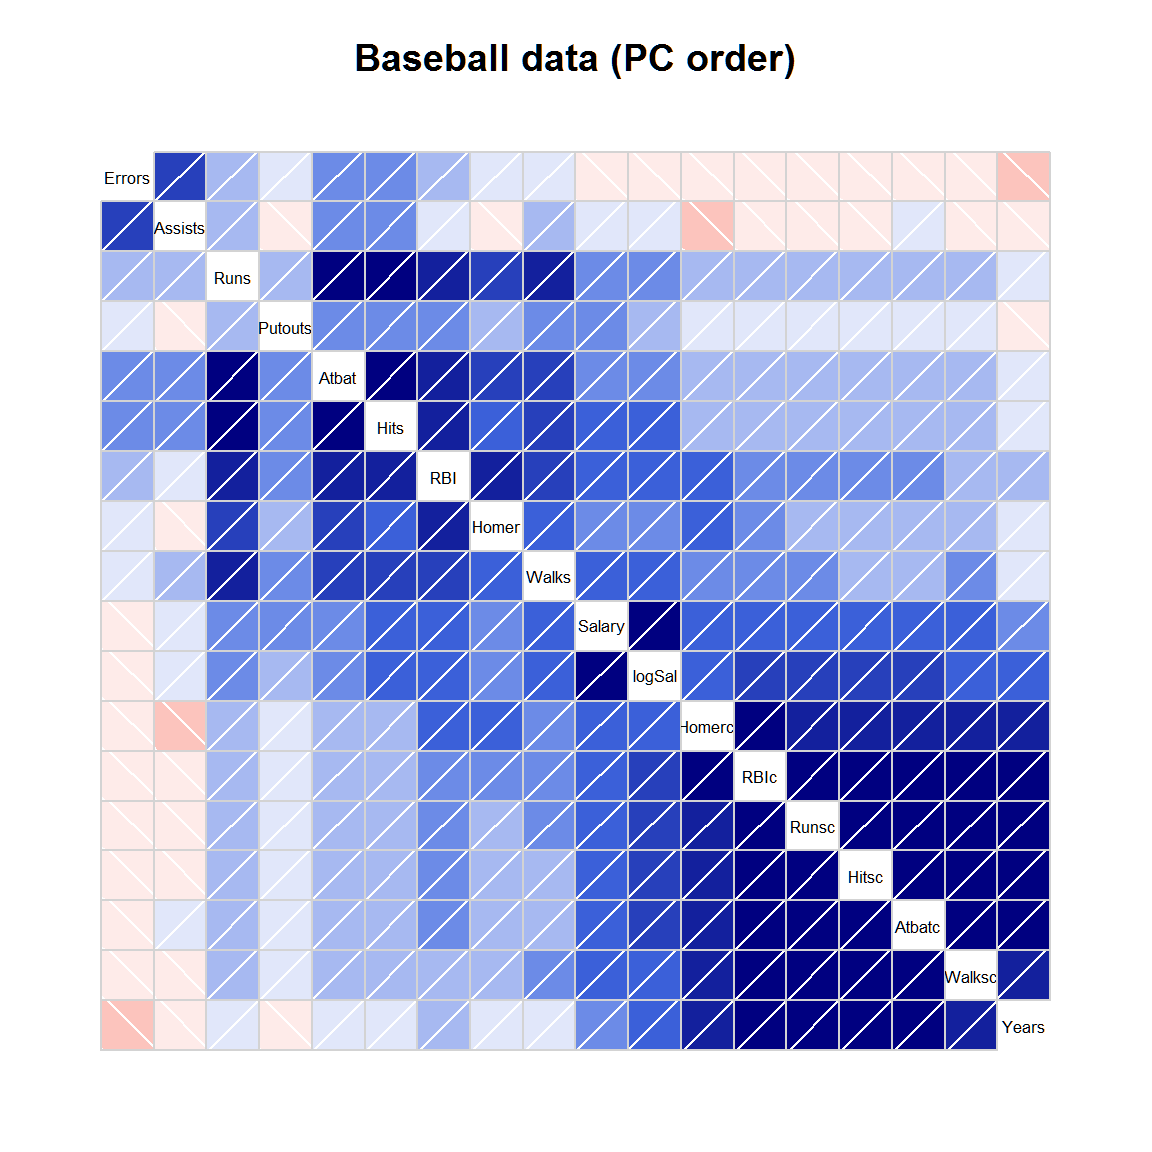 Baseball data (PC order)
Errors
Assists
Runs
Putouts
Atbat
Hits
RBI
Homer
Walks
Salary
logSal
Homerc
RBIc
Runsc
Hitsc
Atbatc
Walksc
Years